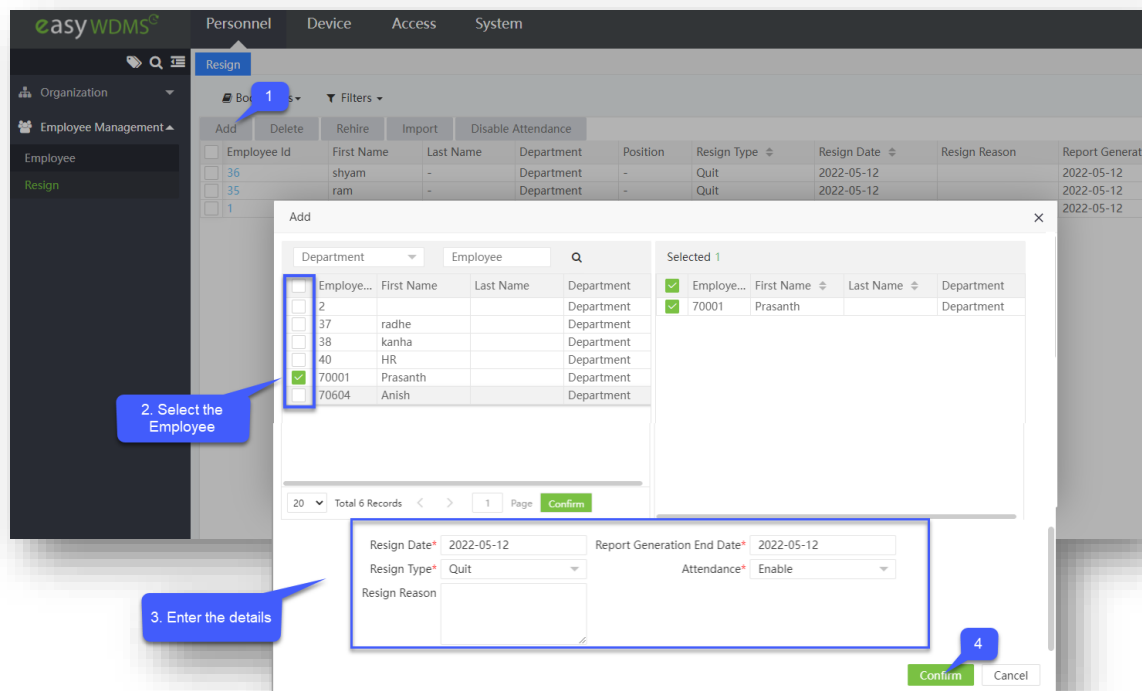 easy WDMS
Personnel Device Access System
Resign
Organization
Filters
1
Employee Management
Add Delete Rehire Import Disable Attendance
Employee Id First Name Last Name Department Position Resign Type Resign Date Resign Reason Report Generat
Employee
36 shyam - Department - Quit 2022-05-12 2022-05-12
Resign
35 ram - Department - Quit 2022-05-12 2022-05-12
1 2022-05-12
Add
Department Employee
Selected 1
Employe... First Name Last Name Department
Employe... First Name Last Name Department
2 Department
70001 Prasanth Department
37 radhe Department
38 kanha Department
40 HR Department
70001 Prasanth Department
70604 Anish Department
2. Select the
Employee
20 Total 6 Records < > 1 Page Confirm
Resign Date* 2022-05-12 Report Generation End Date* 2022-05-12
Resign Type* Quit Attendance* Enable
Resign Reason
3. Enter the details
4
Confirm Cancel